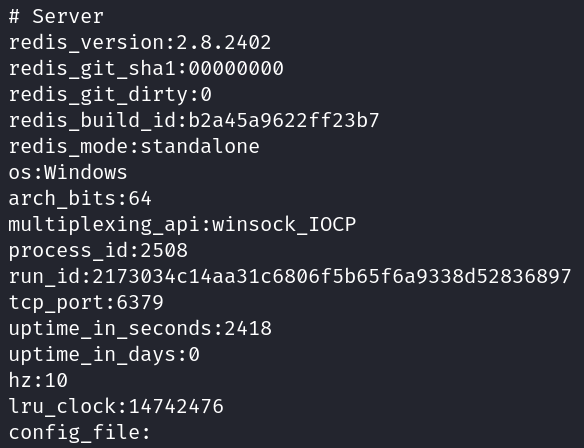 # Server
redis_version:2.8.2402
redis_git_sha1:00000000
redis_git_dirty:0
redis_build_id:b2a45a9622ff23b7
redis_mode:standalone
os:Windows
arch_bits:64
multiplexing_api:winsock_IOCP
process_id:2508
run_id:2173034c14aa31c6806f5b65f6a9338d52836897
tcp_port:6379
uptime_in_seconds:2418
uptime_in_days:0
hz:10
lru_clock:14742476
config_file: